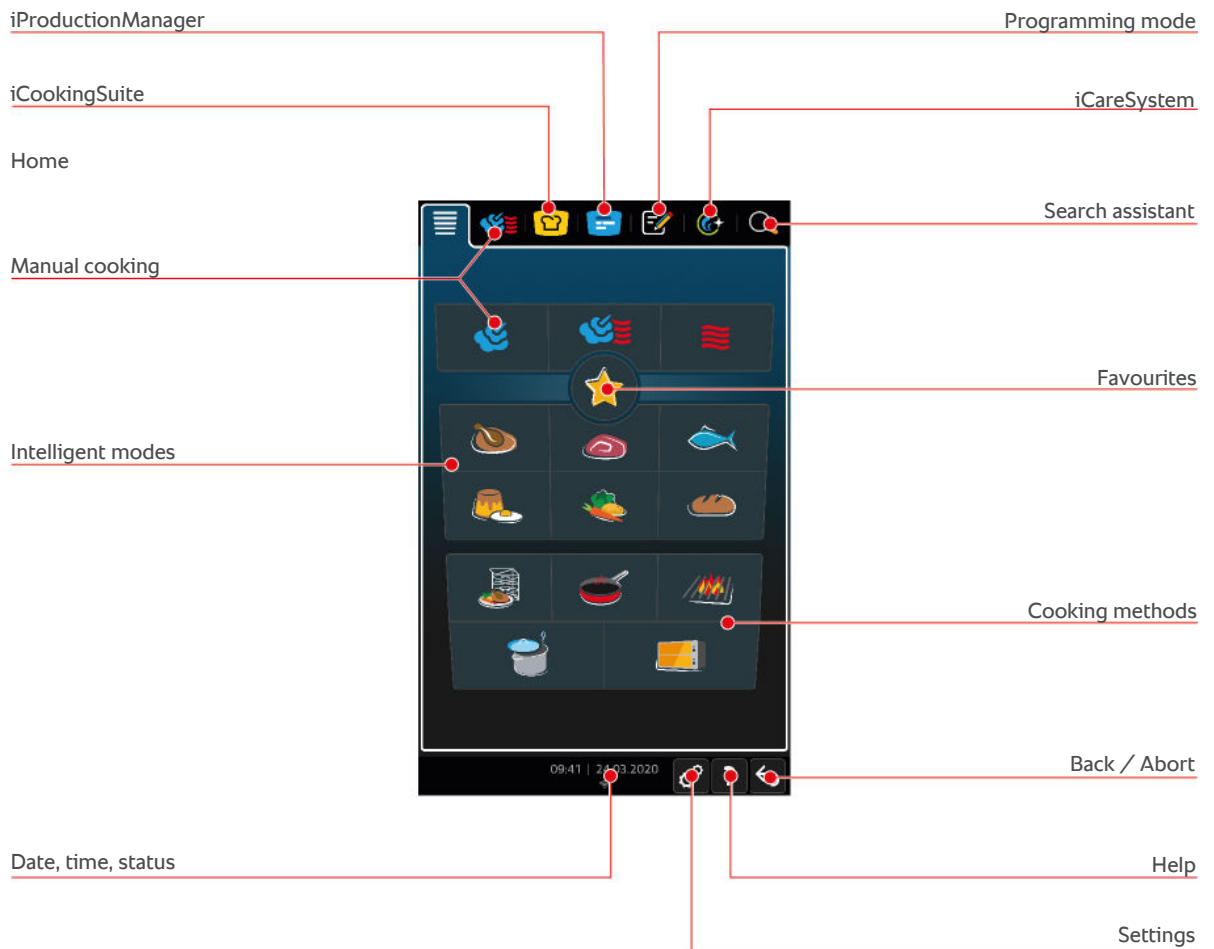 iProductionManager
Programming mode
iCookingSuite
iCareSystem
Home
Search assistant
Manual cooking
Favourites
Intelligent modes
Cooking methods
09:41 | 24.03.2020
Back / Abort
Date, time, status
Help
Settings